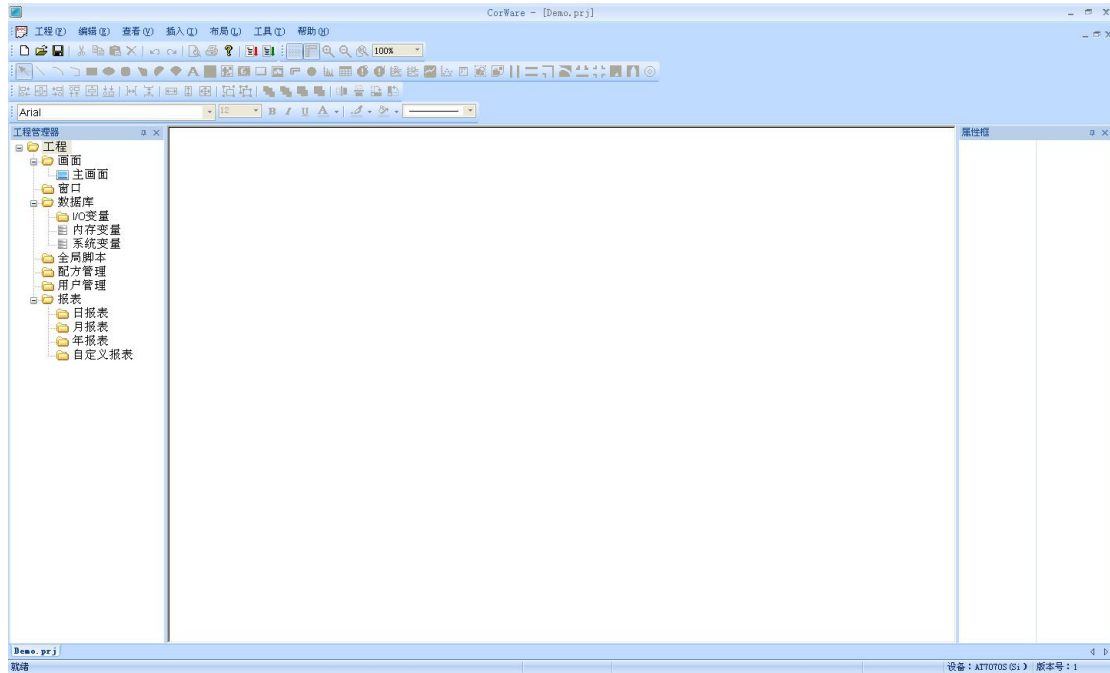 CorWare - [Demo.prj]
工程(P) 编辑(E) 查看(V) 插入(I) 布局(L) 工具(T) 帮助(H)
100%
Arial 12 B I U A
工程管理器
属性框
工程
画面
主画面
窗口
数据库
I/O变量
内存变量
系统变量
全局脚本
配方管理
用户管理
报表
日报表
月报表
年报表
自定义报表
Demo.prj
就绪
设备:AT7070S(Si) 版本号:1